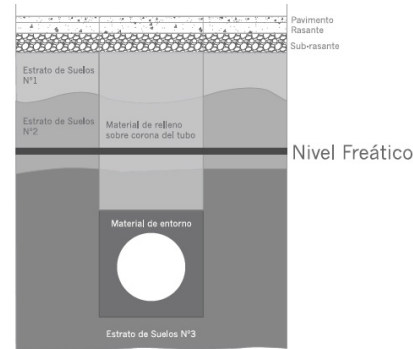 Pavimento
Rasante
Sub-rasante
Estrato de Suelos
N°1
Estrato de Suelos
N°2
Material de relleno
sobre corona del tubo
Nivel Freático
Material de entorno
Estrato de Suelos N°3